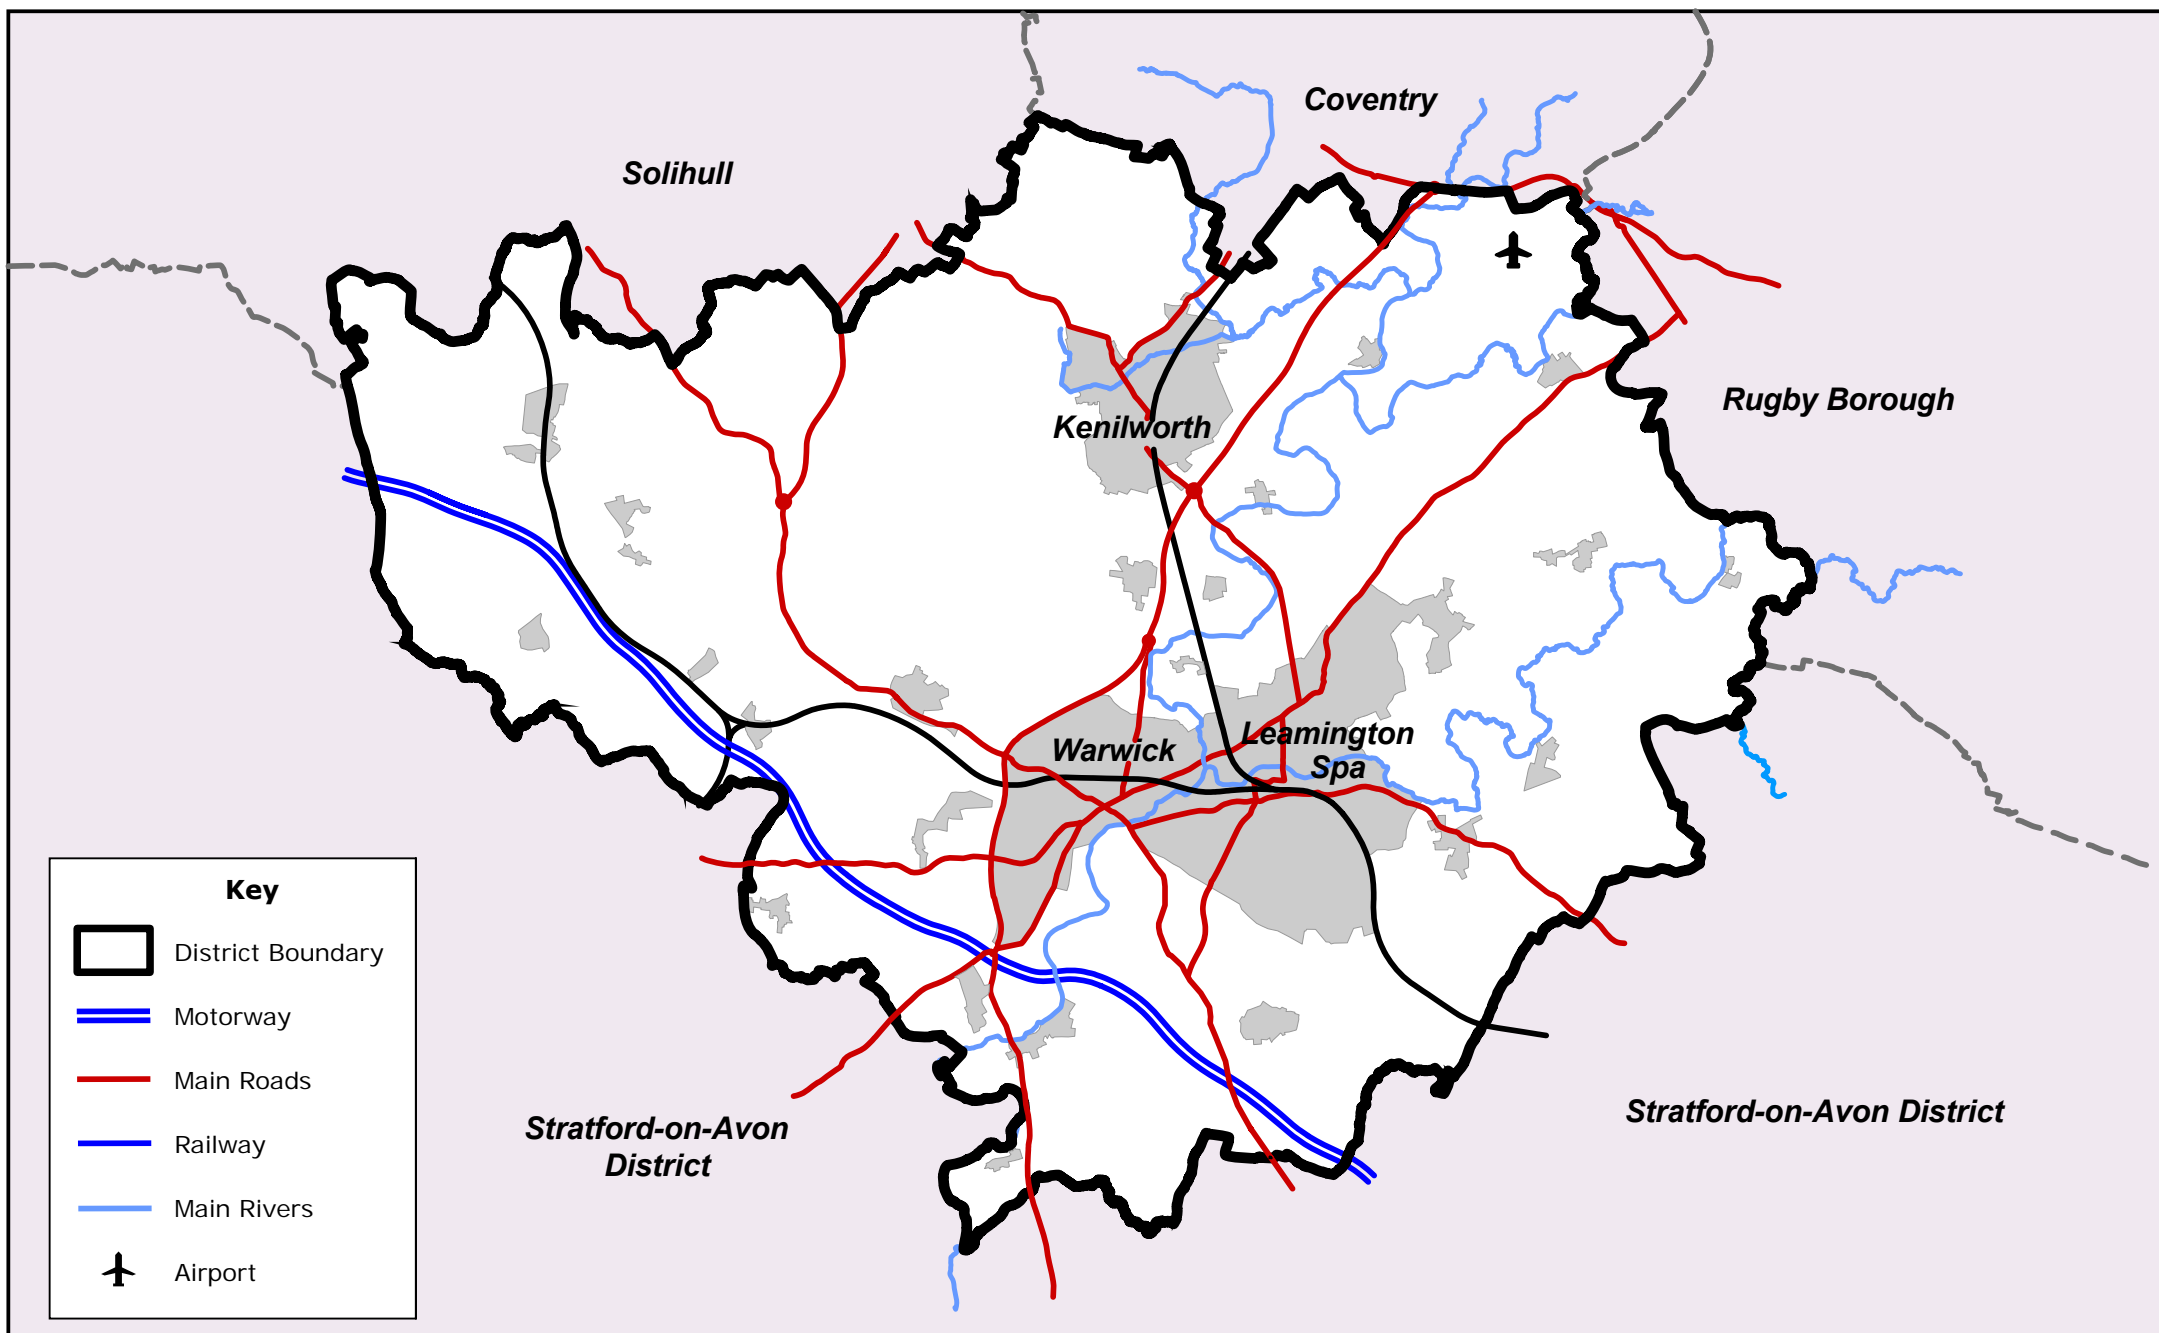 Coventry
Solihull
Rugby Borough
Kenilworth
Warwick
Leamington
Spa
Stratford-on-Avon
District
Stratford-on-Avon District
Key
District Boundary
Motorway
Main Roads
Railway
Main Rivers
Airport